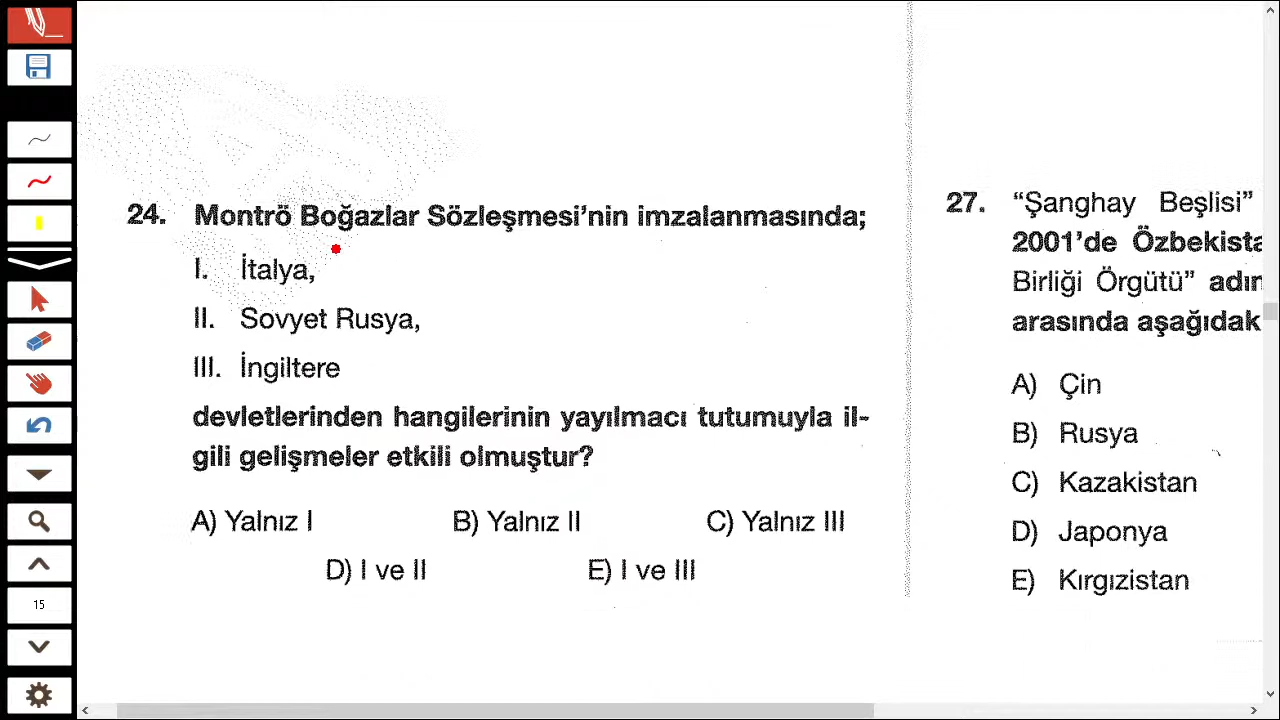 24. Montrö Boğazlar Sözleşmesi'nin imzalanmasında;
I. İtalya,
II. Sovyet Rusya,
III. İngiltere
devletlerinden hangilerinin yayılmacı tutumuyla il-
gili gelişmeler etkili olmuştur?
A) Yalnız I B) Yalnız II C) Yalnız III
D) I ve II E) I ve III
27. “Şanghay Beşlisi”
2001'de Özbekista
Birliği Örgütü” adın
arasında aşağıdak
A) Çin
B) Rusya
C) Kazakistan
D) Japonya
E) Kırgızistan
15